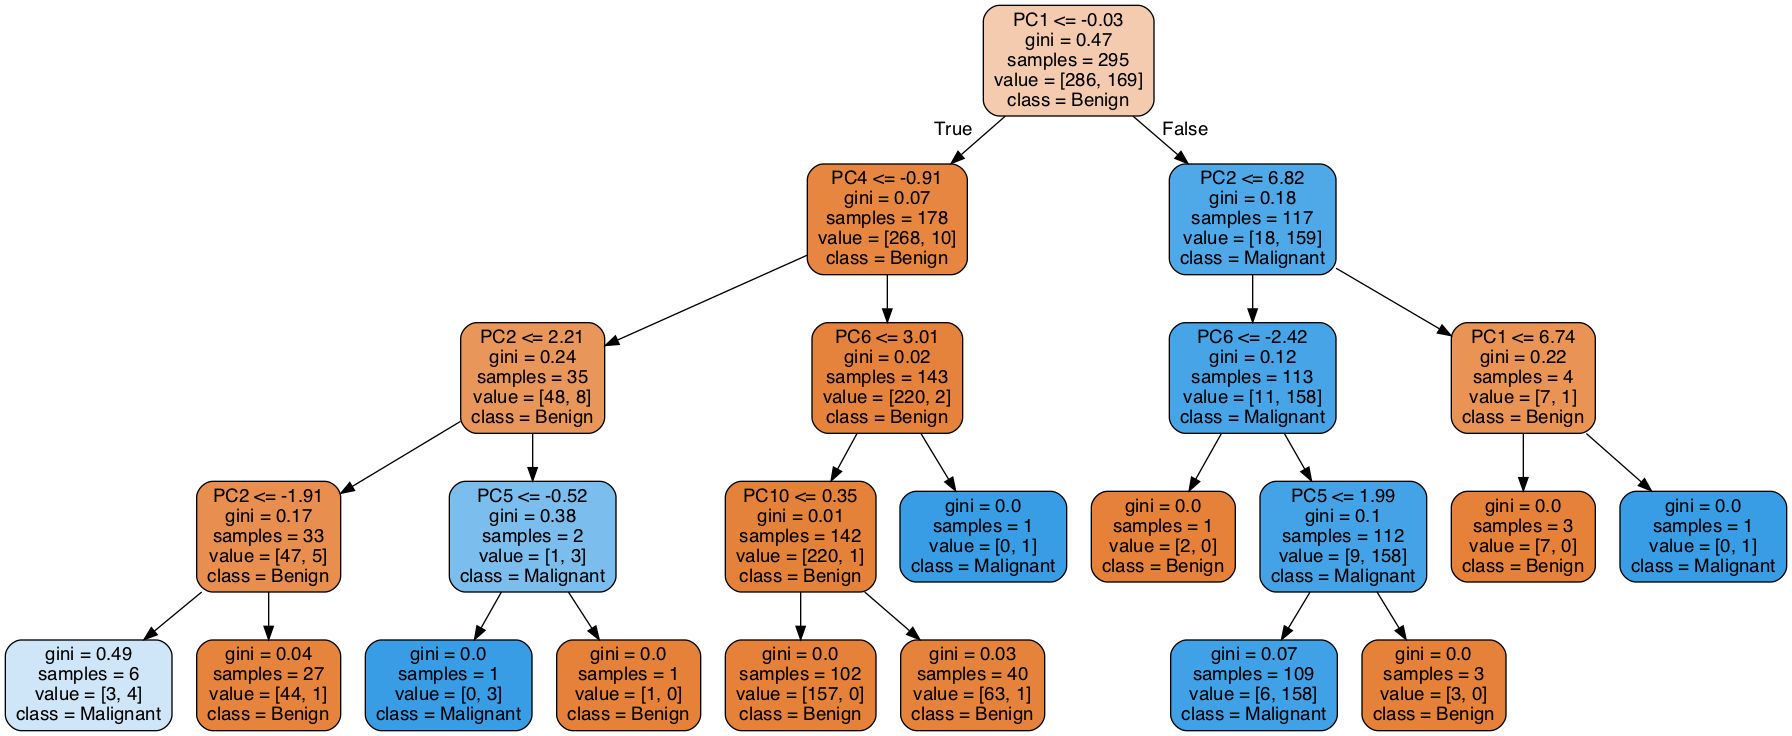 PC1 <= -0.03
gini = 0.47
samples = 295
value = [286, 169]
class = Benign
True
False
PC4 <= -0.91
gini = 0.07
samples = 178
value = [268, 10]
class = Benign
PC2 <= 6.82
gini = 0.18
samples = 117
value = [18, 159]
class = Malignant
PC2 <= 2.21
gini = 0.24
samples = 35
value = [48, 8]
class = Benign
PC6 <= 3.01
gini = 0.02
samples = 143
value = [220, 2]
class = Benign
PC6 <= -2.42
gini = 0.12
samples = 113
value = [11, 158]
class = Malignant
PC1 <= 6.74
gini = 0.22
samples = 4
value = [7, 1]
class = Benign
PC2 <= -1.91
gini = 0.17
samples = 33
value = [47, 5]
class = Benign
PC5 <= -0.52
gini = 0.38
samples = 2
value = [1, 3]
class = Malignant
PC10 <= 0.35
gini = 0.01
samples = 142
value = [220, 1]
class = Benign
gini = 0.0
samples = 1
value = [0, 1]
class = Malignant
gini = 0.0
samples = 1
value = [2, 0]
class = Benign
PC5 <= 1.99
gini = 0.1
samples = 112
value = [9, 158]
class = Malignant
gini = 0.0
samples = 3
value = [7, 0]
class = Benign
gini = 0.0
samples = 1
value = [0, 1]
class = Malignant
gini = 0.49
samples = 6
value = [3, 4]
class = Malignant
gini = 0.04
samples = 27
value = [44, 1]
class = Benign
gini = 0.0
samples = 1
value = [0, 3]
class = Malignant
gini = 0.0
samples = 1
value = [1, 0]
class = Benign
gini = 0.0
samples = 102
value = [157, 0]
class = Benign
gini = 0.03
samples = 40
value = [63, 1]
class = Benign
gini = 0.07
samples = 109
value = [6, 158]
class = Malignant
gini = 0.0
samples = 3
value = [3, 0]
class = Benign